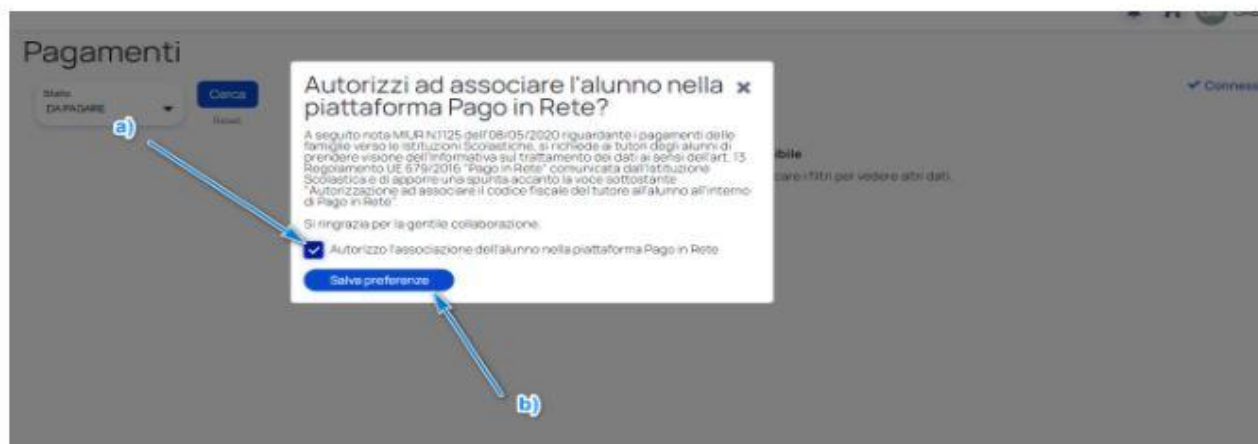 Pagamenti
Stato
DA PAGARE
Cerca
Reset
Conness
Autorizzi ad associare l'alunno nella
piattaforma Pago in Rete?
A seguito nota MIUR N.1125 dell'08/05/2020 riguardante i pagamenti delle
famiglie verso le istituzioni Scolastiche, si richiede ai tutori degli alunni di
prendere visione dell'informativa sul trattamento dei dati ai sensi dell'art. 13
Regolamento UE 679/2016 "Pago in Rete" comunicata dall'Istituzione
Scolastica e di apporre una spunta accanto la voce sottostante
"Autorizzazione ad associare il codice fiscale del tutore all'alunno all'interno
di Pago in Rete".
Si ringrazia per la gentile collaborazione.
Autorizzo l'associazione dell'alunno nella piattaforma Pago in Rete
Salva preferenze
ibile
care i filtri per vedere altri dati.
a)
b)